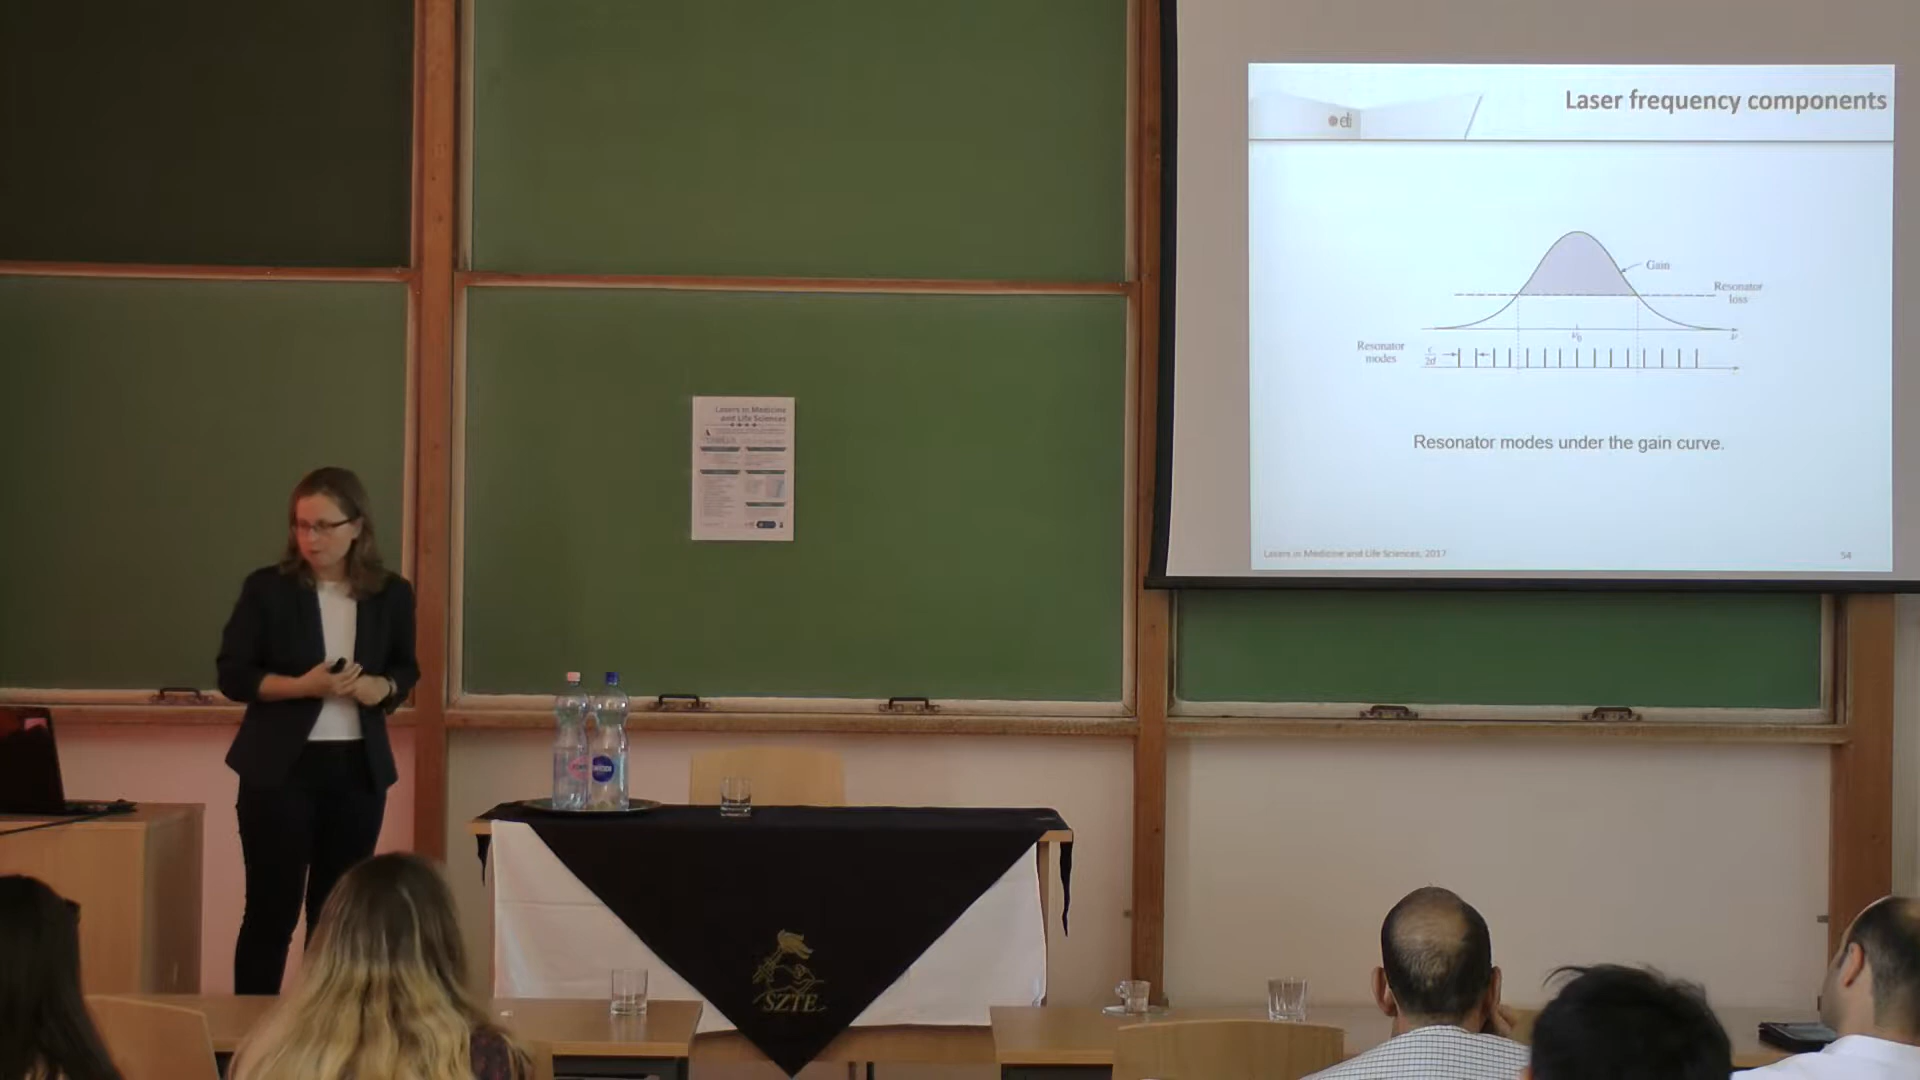 Laser frequency components
eli
Gain
Resonator
loss
ν0
ν
Resonator
modes
c
2d
Resonator modes under the gain curve.
Lasers in Medicine and Life Sciences, 2017
54
Lasers in Medicine
and Life Sciences
SZTE